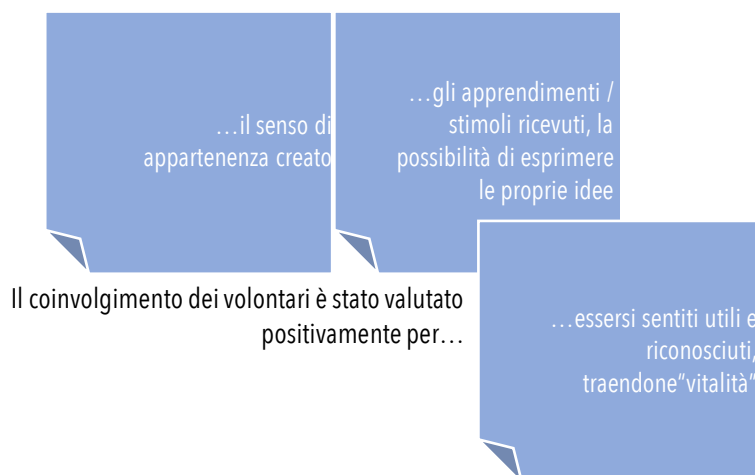 …il senso di
appartenenza creato
…gli apprendimenti /
stimoli ricevuti, la
possibilità di esprimere
le proprie idee
Il coinvolgimento dei volontari è stato valutato
positivamente per…
…essersi sentiti utili e
riconosciuti,
traendone"vitalità"